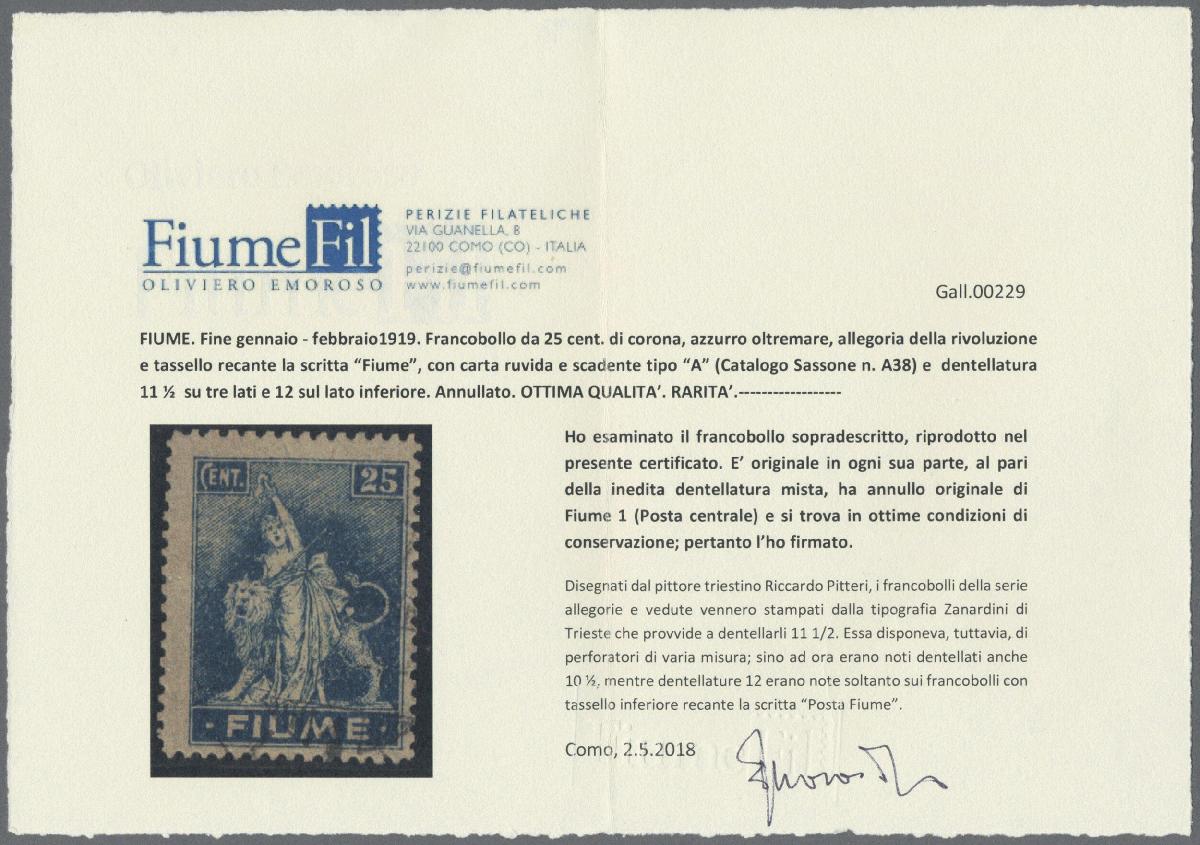 Fiume Fil
OLIVIERO EMOROSO
PERIZIE FILATELICHE
VIA GUANELLA, 8
22100 COMO (CO) - ITALIA
perizie@fiumefil.com
www.fiumefil.com
Gall.00229
FIUME. Fine gennaio - febbraio1919. Francobollo da 25 cent. di corona, azzurro oltremare, allegoria della rivoluzione
e tassello recante la scritta “Fiume”, con carta ruvida e scadente tipo “A” (Catalogo Sassone n. A38) e dentellatura
11 ½ su tre lati e 12 sul lato inferiore. Annullato. OTTIMA QUALITA’. RARITA’.------------------
CENT. 25
· FIUME ·
Ho esaminato il francobollo sopradescritto, riprodotto nel
presente certificato. E’ originale in ogni sua parte, al pari
della inedita dentellatura mista, ha annullo originale di
Fiume 1 (Posta centrale) e si trova in ottime condizioni di
conservazione; pertanto l’ho firmato.
Disegnati dal pittore triestino Riccardo Pitteri, i francobolli della serie
allegorie e vedute vennero stampati dalla tipografia Zanardini di
Trieste che provvide a dentellarli 11 1/2. Essa disponeva, tuttavia, di
perforatori di varia misura; sino ad ora erano noti dentellati anche
10 ½, mentre dentellature 12 erano note soltanto sui francobolli con
tassello inferiore recante la scritta “Posta Fiume”.
Como, 2.5.2018